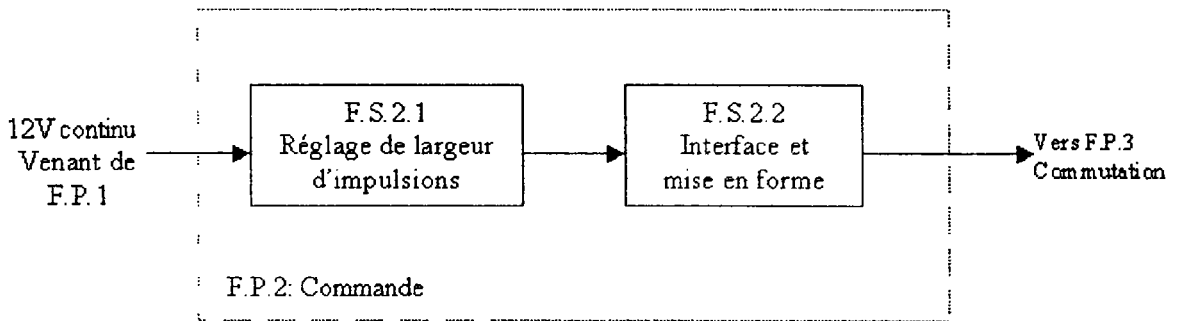 12V continu
Venant de
F.P.1
F.S.2.1
Réglage de largeur
d'impulsions
F.S.2.2
Interface et
mise en forme
Vers F.P.3
Commutation
F.P.2: Commande